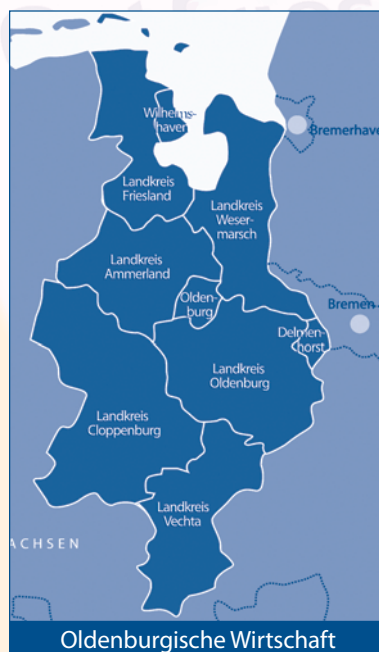 Wilhelms-
haven
Bremerhave
Landkreis
Friesland
Landkreis
Weser-
marsch
Landkreis
Ammerland
Olden-
burg
Bremen
Delmen-
horst
Landkreis
Oldenburg
Landkreis
Cloppenburg
Landkreis
Vechta
ACHSEN
Oldenburgische Wirtschaft